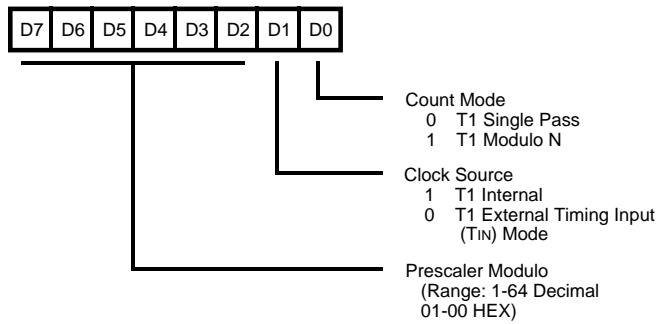 D7 D6 D5 D4 D3 D2 D1 D0
Count Mode
0 T1 Single Pass
1 T1 Modulo N
Clock Source
1 T1 Internal
0 T1 External Timing Input
(TIN) Mode
Prescaler Modulo
(Range: 1-64 Decimal
01-00 HEX)